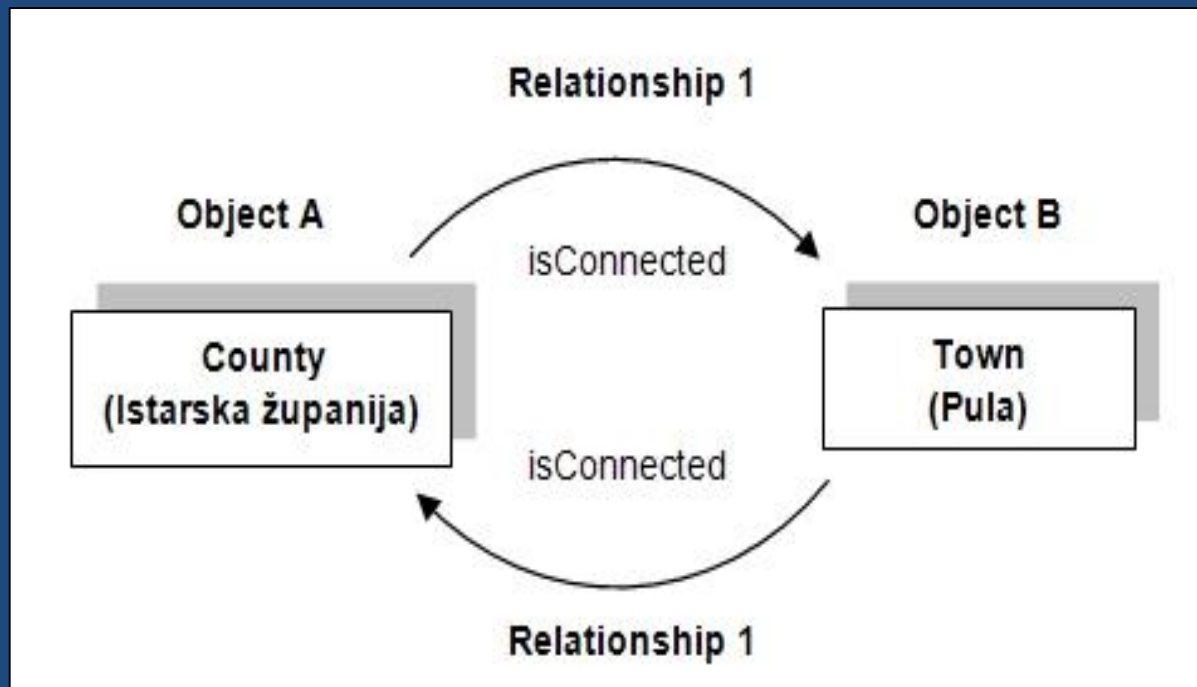 Relationship 1
Object A
Object B
isConnected
County
(Istarska županija)
Town
(Pula)
isConnected
Relationship 1